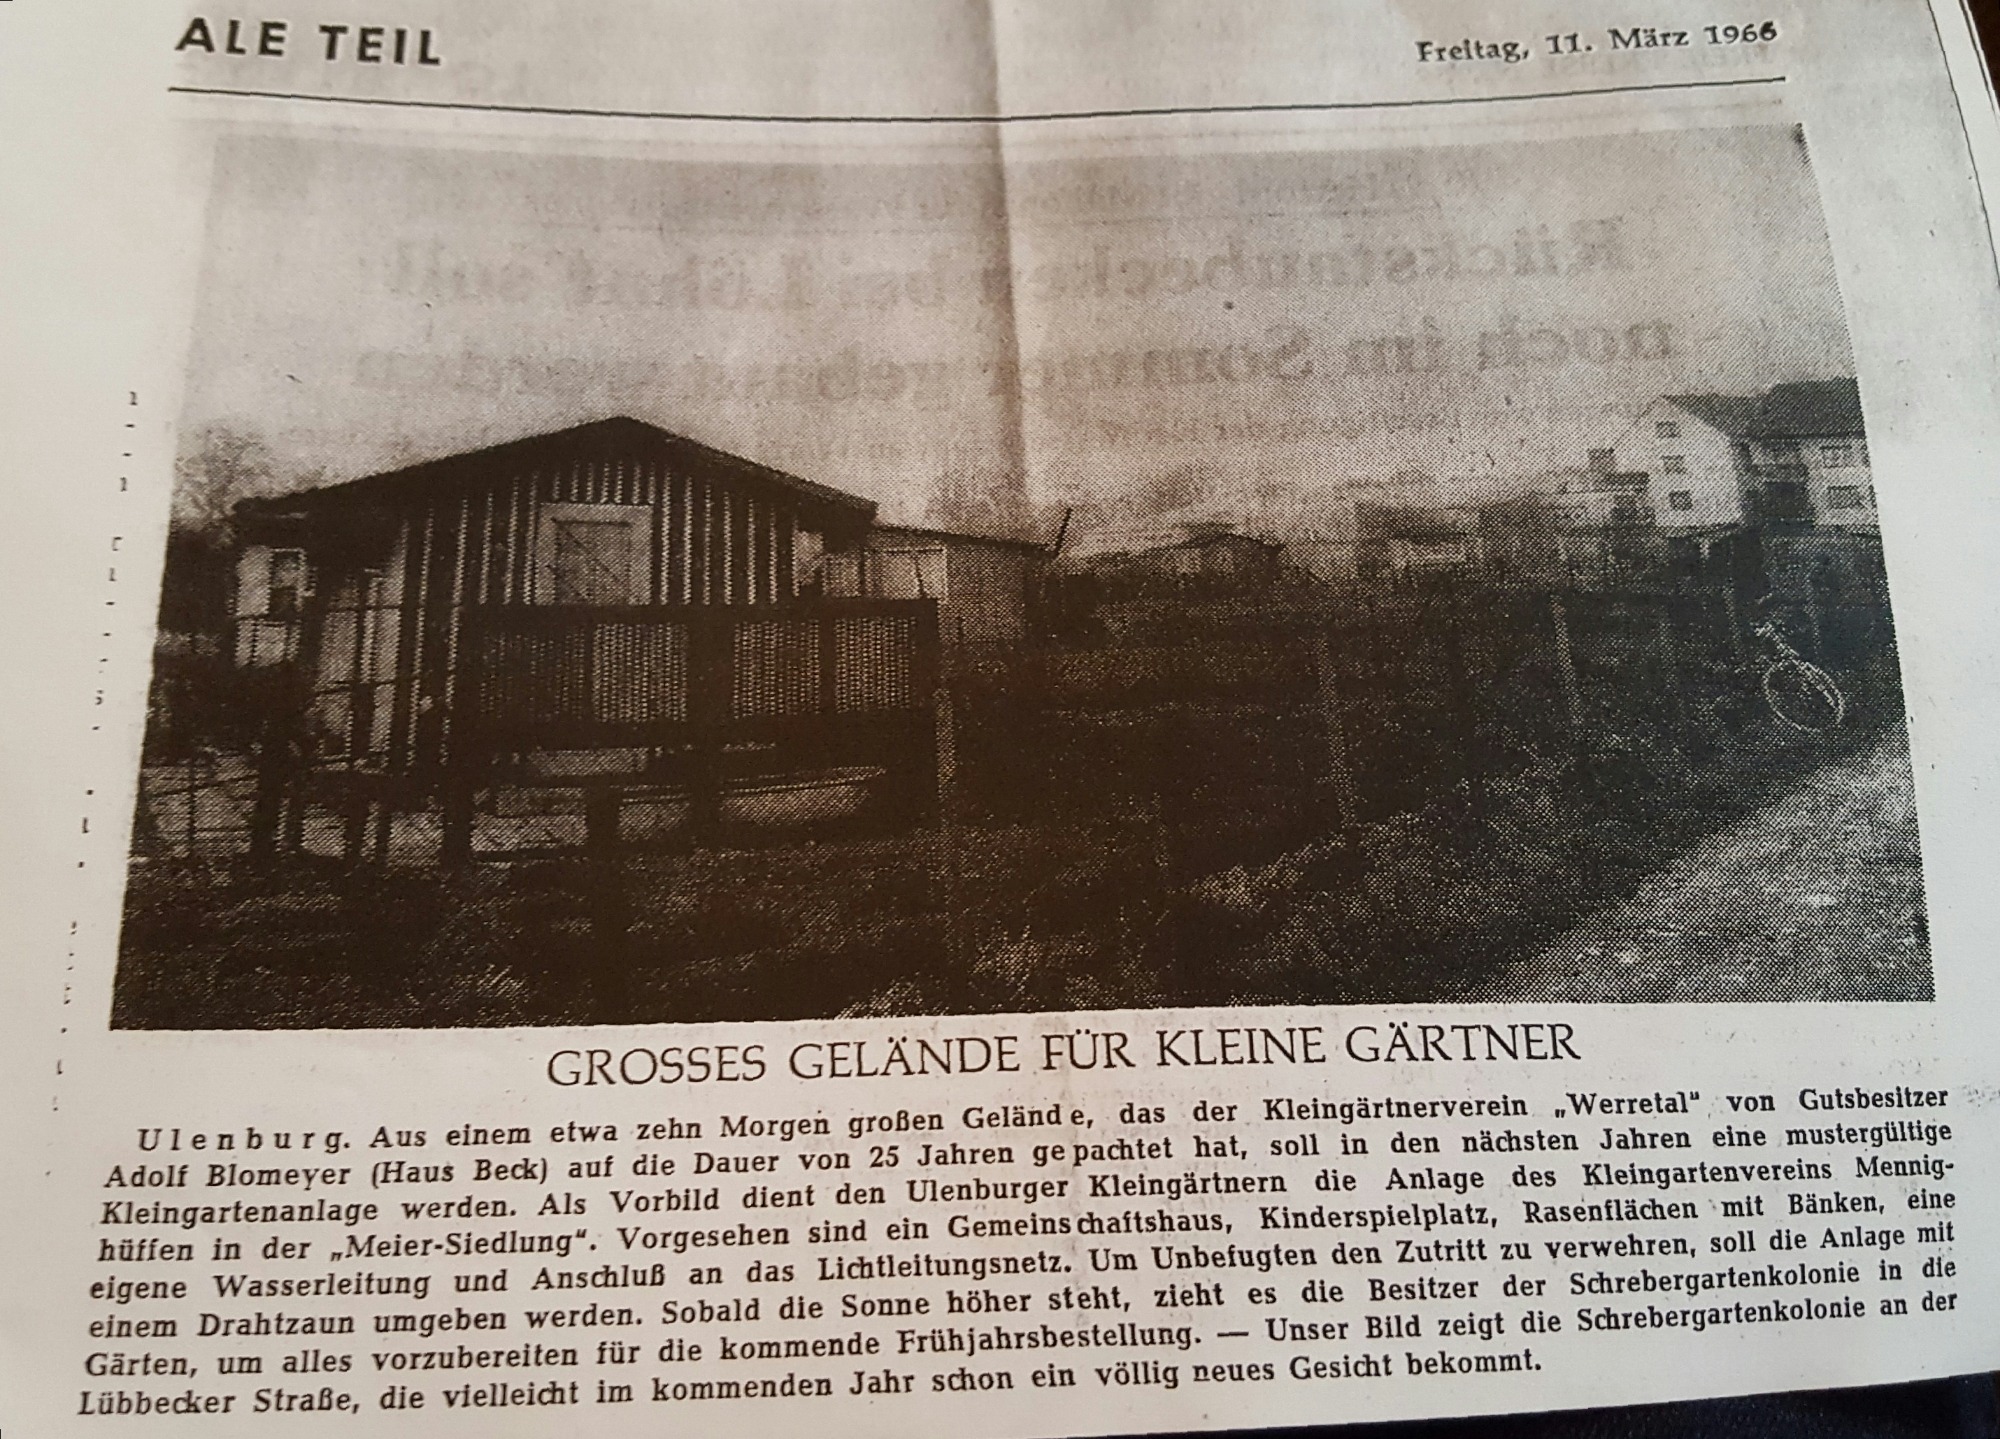 ALE TEIL
Freitag, 11. März 1966
GROSSES GELÄNDE FÜR KLEINE GÄRTNER
Ulenburg. Aus einem etwa zehn Morgen großen Gelände, das der Kleingärtnerverein „Werretal“ von Gutsbesitzer
Adolf Blomeyer (Haus Beck) auf die Dauer von 25 Jahren gepachtet hat, soll in den nächsten Jahren eine mustergültige
Kleingartenanlage werden. Als Vorbild dient den Ulenburger Kleingärtnern die Anlage des Kleingartenvereins Mennig-
hüffen in der „Meier-Siedlung“. Vorgesehen sind ein Gemeinschaftshaus, Kinderspielplatz, Rasenflächen mit Bänken, eine
eigene Wasserleitung und Anschluß an das Lichtleitungsnetz. Um Unbefugten den Zutritt zu verwehren, soll die Anlage mit
einem Drahtzaun umgeben werden. Sobald die Sonne höher steht, zieht es die Besitzer der Schrebergartenkolonie in die
Gärten, um alles vorzubereiten für die kommende Frühjahrsbestellung. — Unser Bild zeigt die Schrebergartenkolonie an der
Lübbecker Straße, die vielleicht im kommenden Jahr schon ein völlig neues Gesicht bekommt.